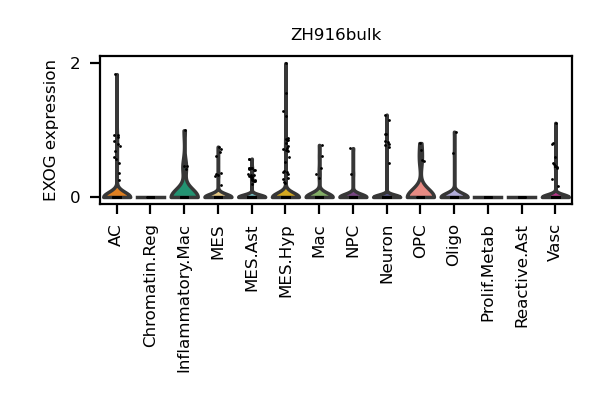 ZH916bulk
EXOG expression
2
0
AC
Chromatin.Reg
Inflammatory.Mac
MES
MES.Ast
MES.Hyp
Mac
NPC
Neuron
OPC
Oligo
Prolif.Metab
Reactive.Ast
Vasc